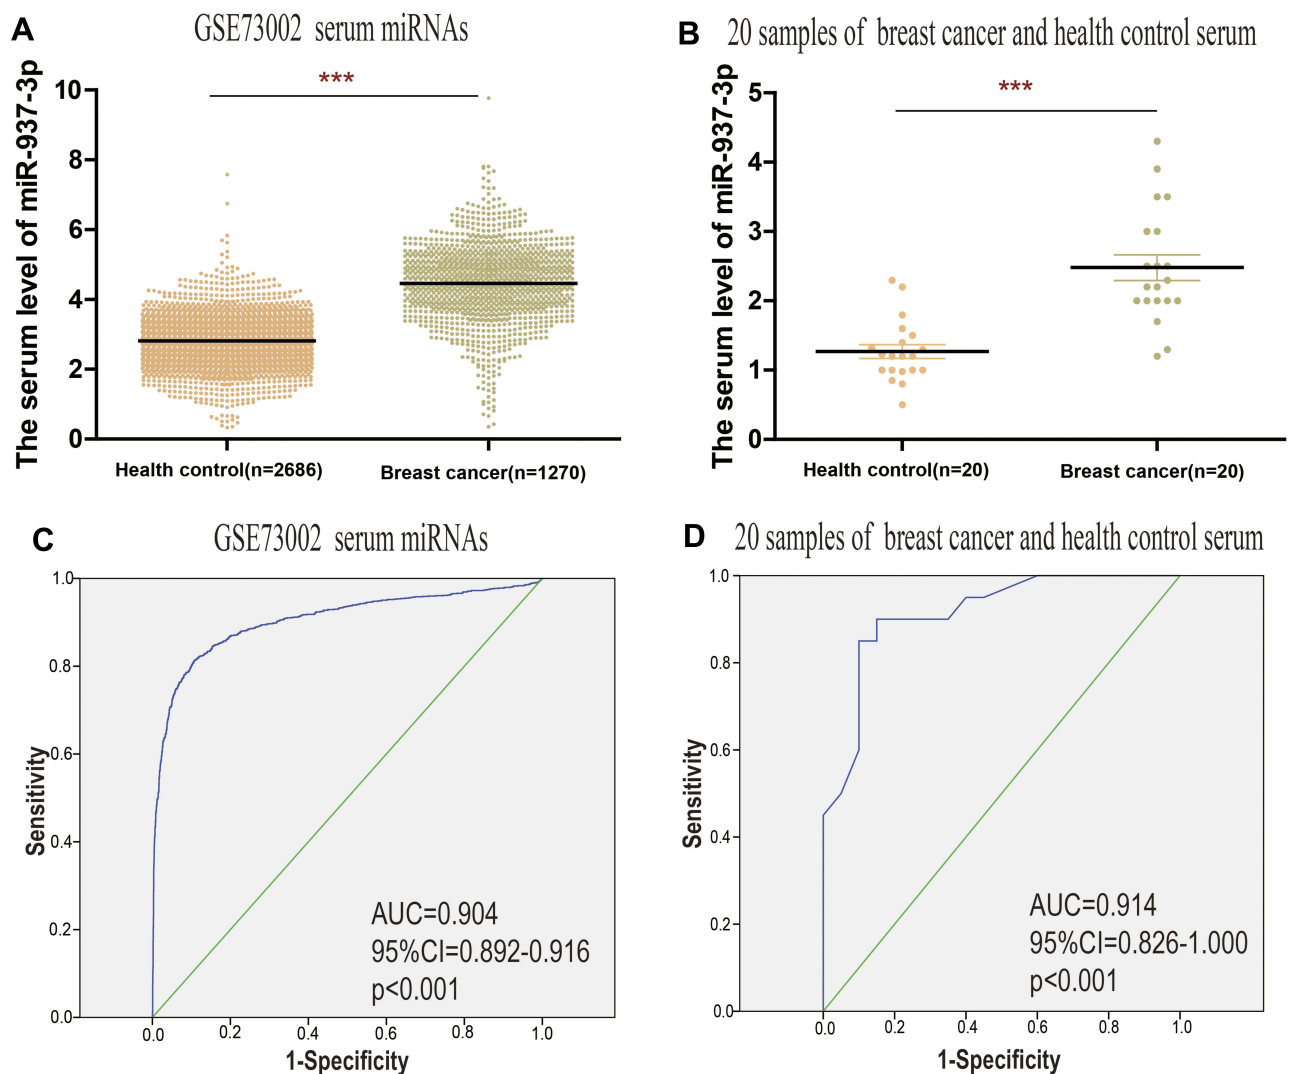 A
GSE73002 serum miRNAs
The serum level of miR-937-3p
10
8
6
4
2
0
***
Health control(n=2686)
Breast cancer(n=1270)
B
20 samples of breast cancer and health control serum
The serum level of miR-937-3p
5
4
3
2
1
0
***
Health control(n=20)
Breast cancer(n=20)
C
GSE73002 serum miRNAs
Sensitivity
1.0
0.8
0.6
0.4
0.2
0.0
AUC=0.904
95%CI=0.892-0.916
p<0.001
0.0 0.2 0.4 0.6 0.8 1.0
1-Specificity
D
20 samples of breast cancer and health control serum
Sensitivity
1.0
0.8
0.6
0.4
0.2
0.0
AUC=0.914
95%CI=0.826-1.000
p<0.001
0.0 0.2 0.4 0.6 0.8 1.0
1-Specificity